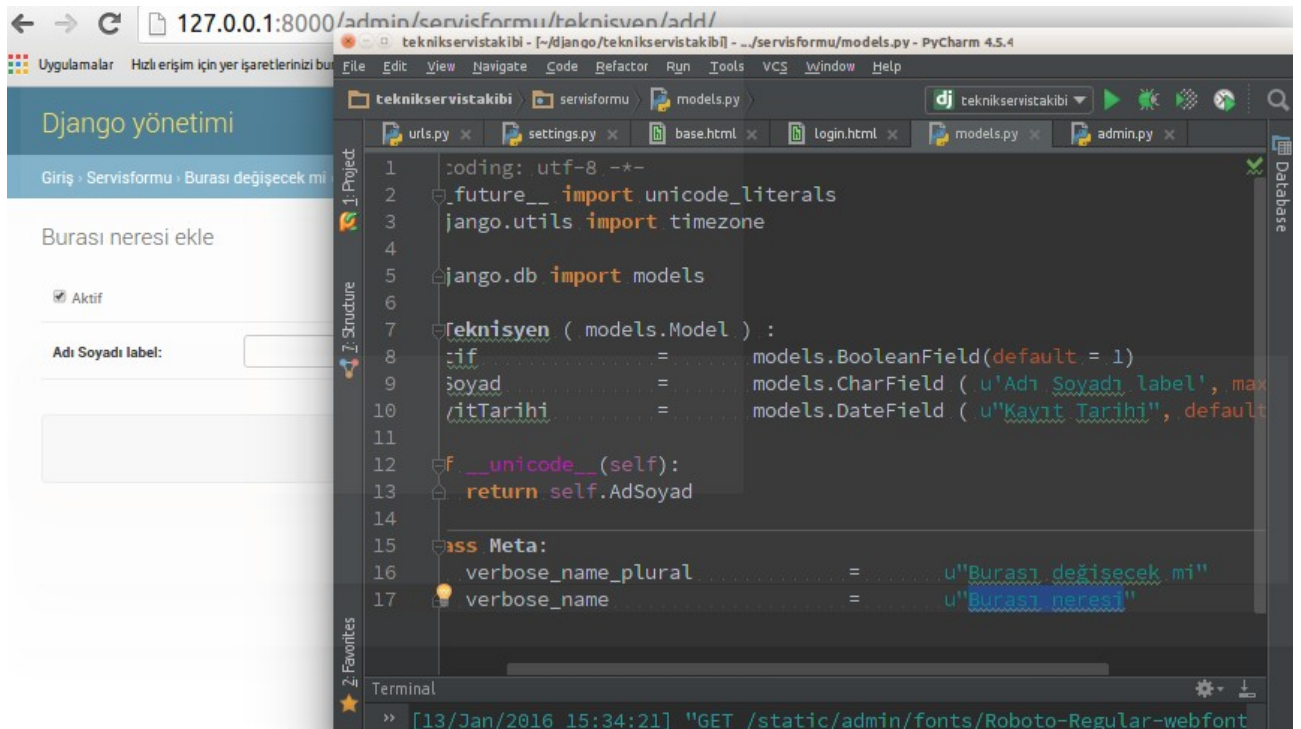 127.0.0.1:8000/admin/servisformu/teknisyen/add/
Uygulamalar Hızlı erişim için yer işaretlerinizi bu
Django yönetimi
Giriş › Servisformu › Burası değişecek mi ›
Burası neresi ekle
Aktif
Adı Soyadı label:
teknikservistakibi - [~/django/teknikservistakibi] - .../servisformu/models.py - PyCharm 4.5.4
File Edit View Navigate Code Refactor Run Tools VCS Window Help
teknikservistakibi servisformu models.py dj teknikservistakibi
urls.py settings.py base.html login.html models.py admin.py
1: Project
7: Structure
2: Favorites
Database
1 coding: utf-8 -*-
2 _future__ import unicode_literals
3 jango.utils import timezone
4
5 jango.db import models
6
7 Teknisyen ( models.Model ) :
8 tif = models.BooleanField(default = 1)
9 Soyad = models.CharField ( u'Adı Soyadı label', max
10 yitTarihi = models.DateField ( u"Kayıt Tarihi", default
11
12 f __unicode__(self):
13 return self.AdSoyad
14
15 ass Meta:
16 verbose_name_plural = u"Burası değişecek mi"
17 verbose_name = u"Burası neresi"
Terminal
» [13/Jan/2016 15:34:21] "GET /static/admin/fonts/Roboto-Regular-webfont